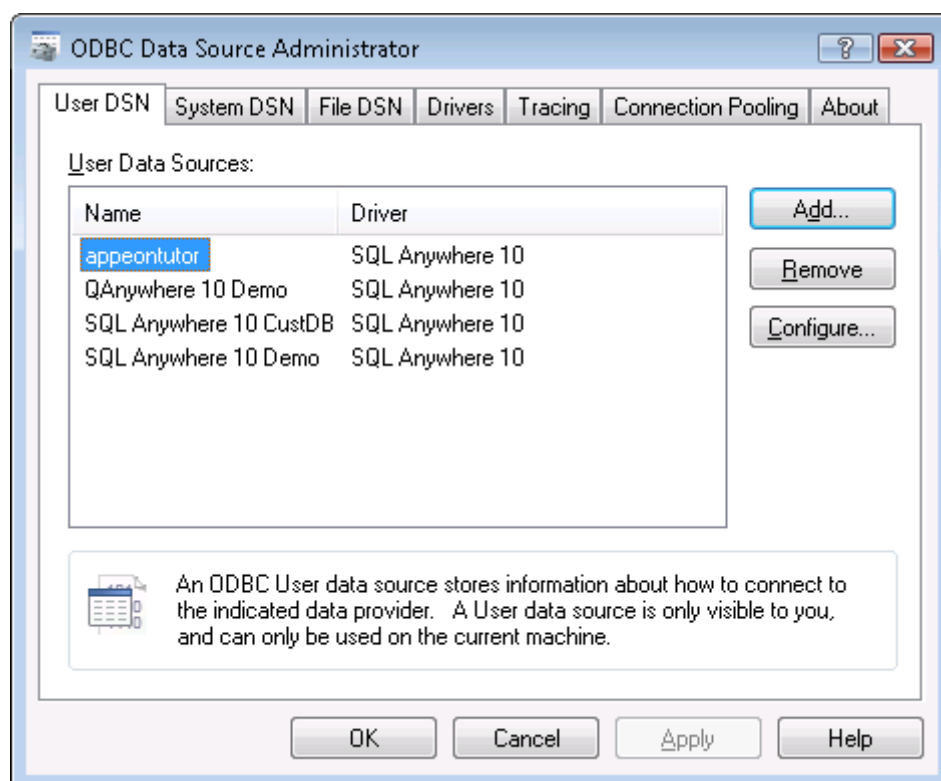 ODBC Data Source Administrator
User DSN System DSN File DSN Drivers Tracing Connection Pooling About
User Data Sources:
Name Driver
appeontutor SQL Anywhere 10
QAnywhere 10 Demo SQL Anywhere 10
SQL Anywhere 10 CustDB SQL Anywhere 10
SQL Anywhere 10 Demo SQL Anywhere 10
Add...
Remove
Configure...
An ODBC User data source stores information about how to connect to
the indicated data provider. A User data source is only visible to you,
and can only be used on the current machine.
OK Cancel Apply Help